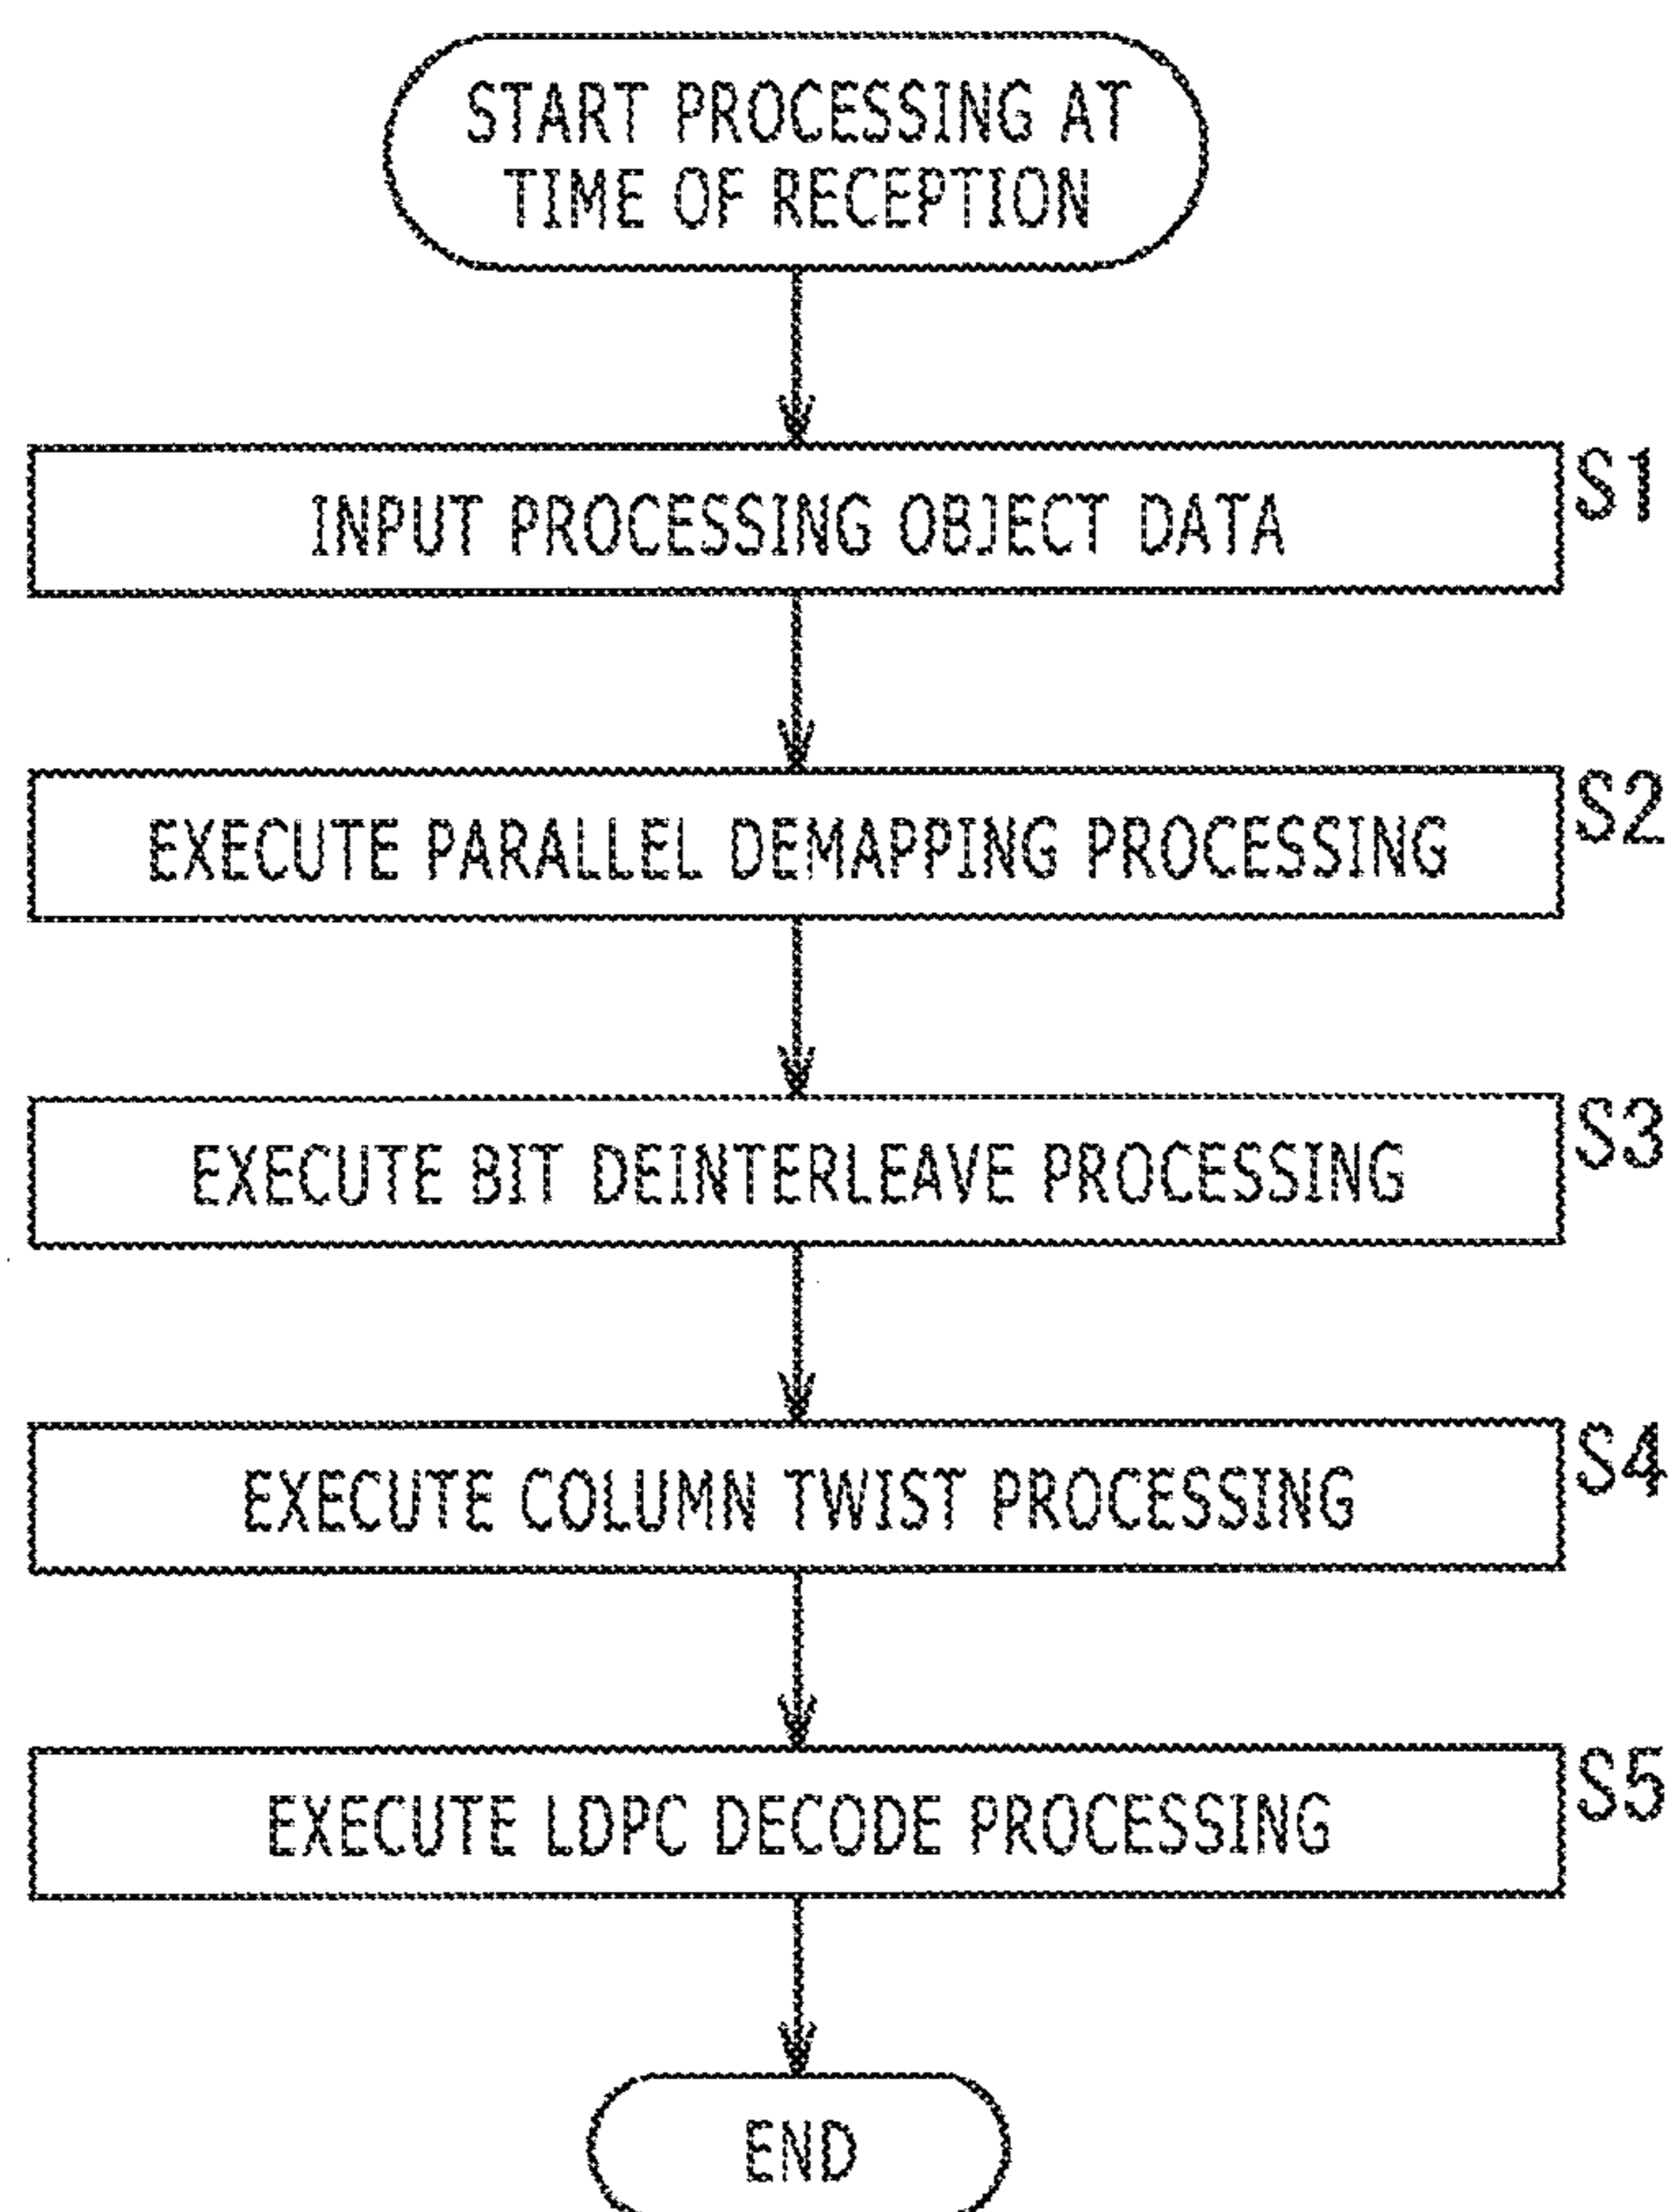 START PROCESSING AT
TIME OF RECEPTION
INPUT PROCESSING OBJECT DATA
S1
EXECUTE PARALLEL DEMAPPING PROCESSING
S2
EXECUTE BIT DEINTERLEAVE PROCESSING
S3
EXECUTE COLUMN TWIST PROCESSING
S4
EXECUTE LDPC DECODE PROCESSING
S5
END